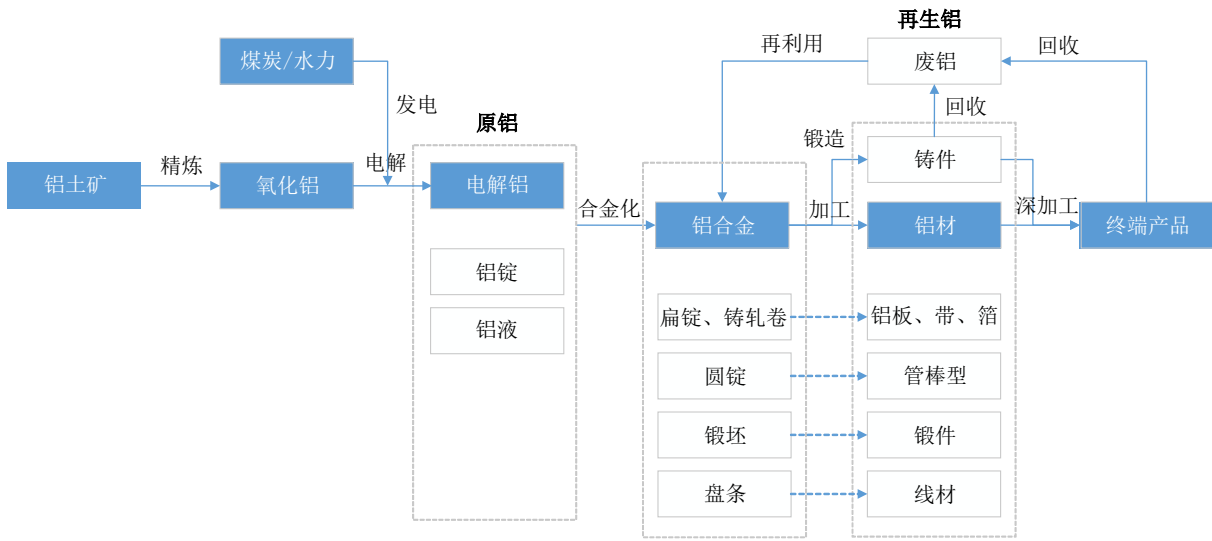 再生铝
煤炭/水力
再利用
废铝
回收
发电
回收
原铝
锻造
铸件
铝土矿
精炼
氧化铝
电解
电解铝
合金化
铝合金
加工
铝材
深加工
终端产品
铝锭
铝液
扁锭、铸轧卷
铝板、带、箔
圆锭
管棒型
锻坯
锻件
盘条
线材